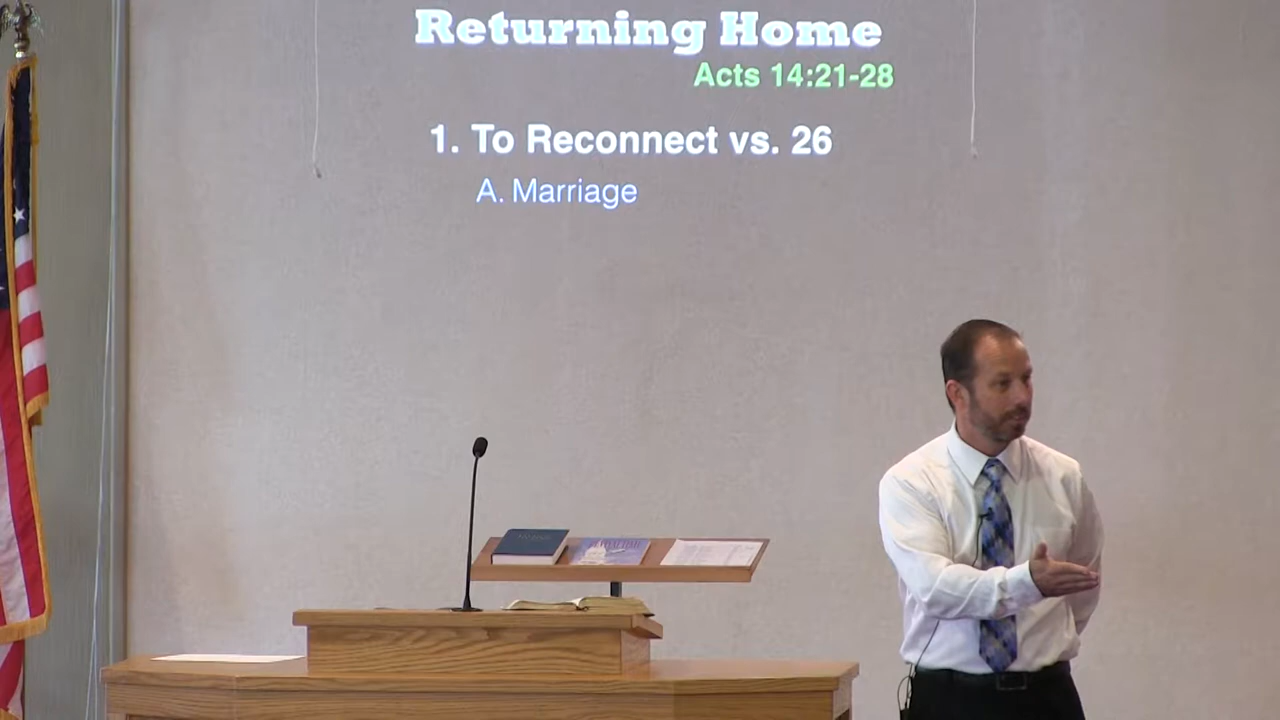 Returning Home
Acts 14:21-28
1. To Reconnect vs. 26
A. Marriage